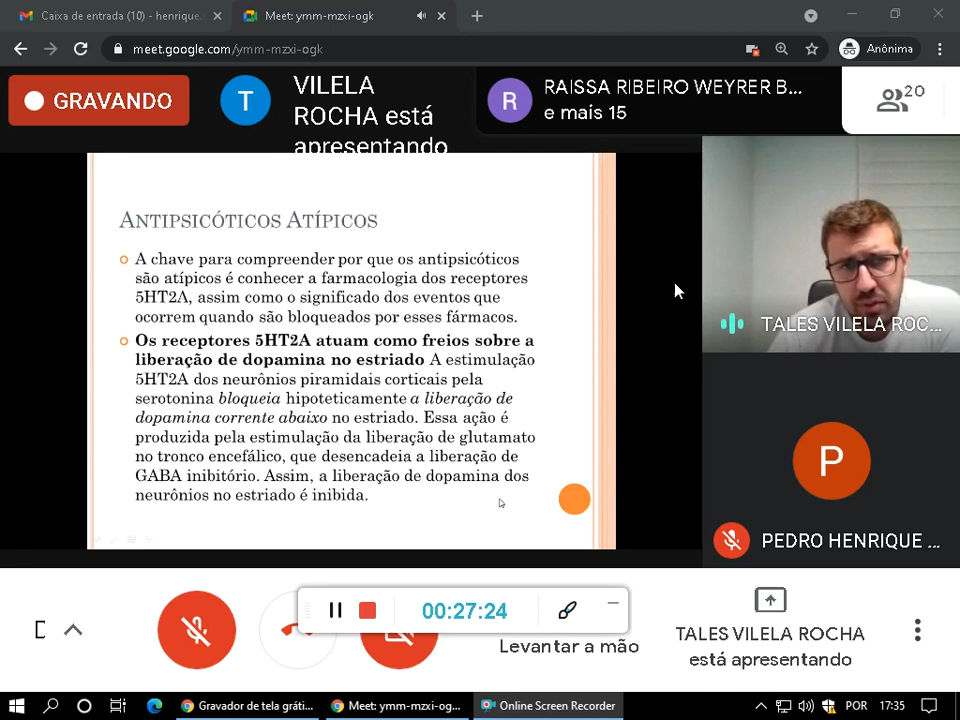 Caixa de entrada (10) - henrique.
Meet: ymm-mzxi-ogk
meet.google.com/ymm-mzxi-ogk
Anônima
GRAVANDO
T
VILELA
ROCHA está
apresentando
R
RAISSA RIBEIRO WEYRER B...
e mais 15
20
ANTIPSICÓTICOS ATÍPICOS
A chave para compreender por que os antipsicóticos
são atípicos é conhecer a farmacologia dos receptores
5HT2A, assim como o significado dos eventos que
ocorrem quando são bloqueados por esses fármacos.
Os receptores 5HT2A atuam como freios sobre a
liberação de dopamina no estriado A estimulação
5HT2A dos neurônios piramidais corticais pela
serotonina bloqueia hipoteticamente a liberação de
dopamina corrente abaixo no estriado. Essa ação é
produzida pela estimulação da liberação de glutamato
no tronco encefálico, que desencadeia a liberação de
GABA inibitório. Assim, a liberação de dopamina dos
neurônios no estriado é inibida.
TALES VILELA ROC...
P
PEDRO HENRIQUE ...
00:27:24
Levantar a mão
TALES VILELA ROCHA
está apresentando
Gravador de tela gráti...
Meet: ymm-mzxi-og...
Online Screen Recorder
POR
17:35